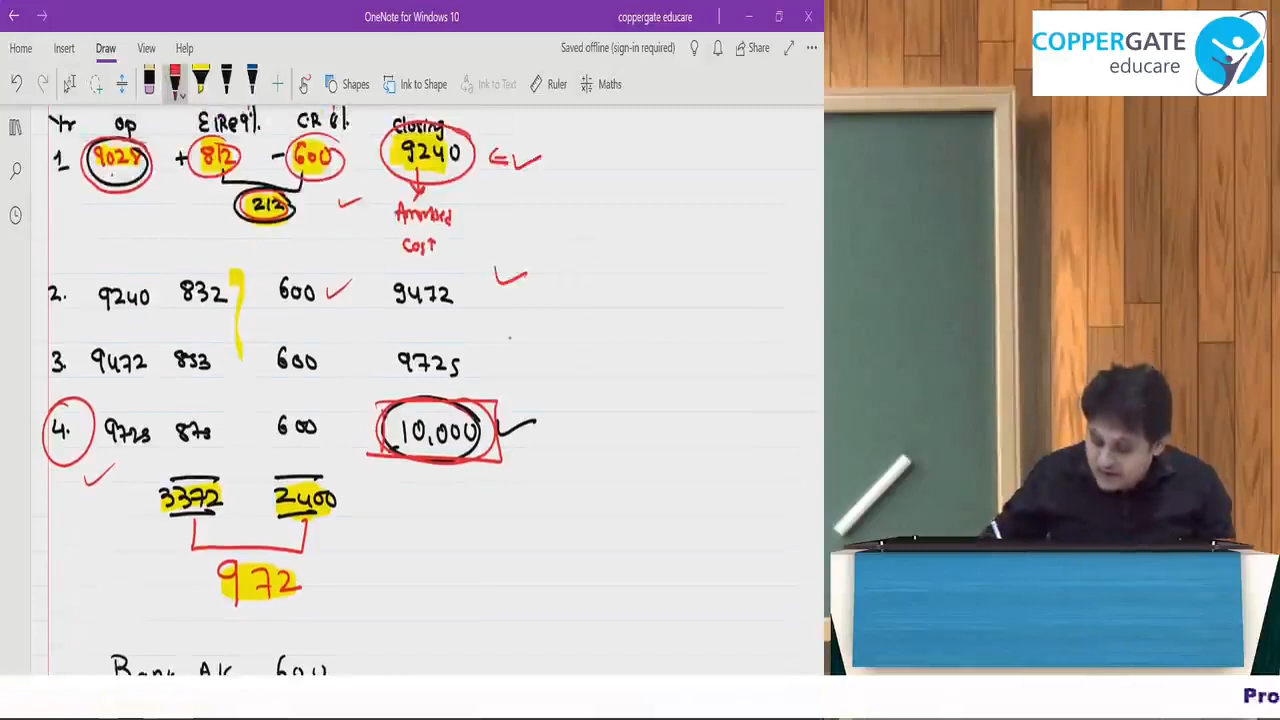 OneNote for Windows 10
coppergate educare
Home Insert Draw View Help
Saved offline (sign-in required)
Share
Shapes
Ink to Shape
Ink to Text
Ruler
Maths
COPPERGATE
educare
Yr Op EIR@9% CR 6% Closing
1 9028 + 812 - 600 9240
212
Amortised
Cost
2. 9240 832 600 9472
3. 9472 853 600 9725
4. 9725 875 600 10,000
3372 2400
972
Bank A/c 600
Pro